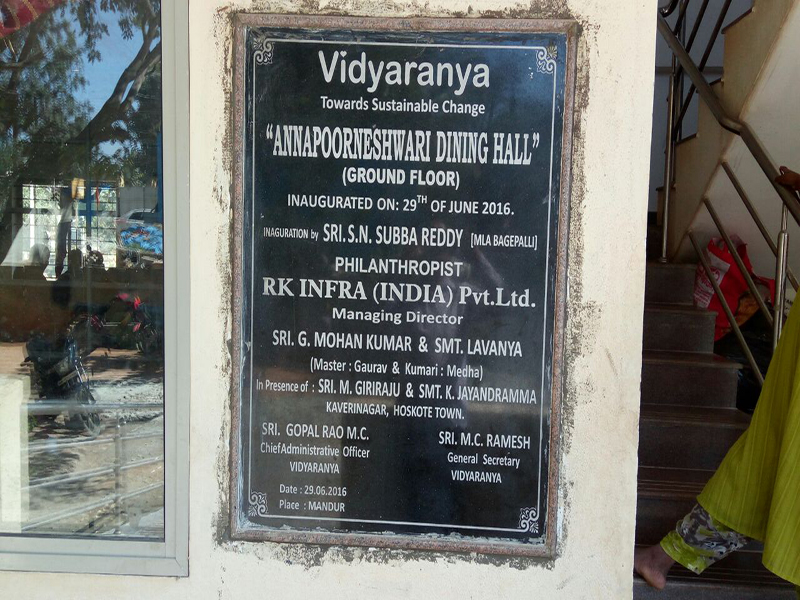 Vidyaranya
Towards Sustainable Change
"ANNAPOORNESHWARI DINING HALL"
(GROUND FLOOR)
INAUGURATED ON: 29TH OF JUNE 2016.
INAGURATION by SRI.S.N. SUBBA REDDY [MLA BAGEPALLI]
PHILANTHROPIST
RK INFRA (INDIA) Pvt.Ltd.
Managing Director
SRI. G. MOHAN KUMAR & SMT. LAVANYA
(Master : Gaurav & Kumari : Medha)
In Presence of : SRI. M. GIRIRAJU & SMT. K. JAYANDRAMMA
KAVERINAGAR, HOSKOTE TOWN.
SRI. GOPAL RAO M.C.
Chief Administrative Officer
VIDYARANYA
SRI. M.C. RAMESH
General Secretary
VIDYARANYA
Date : 29.06.2016
Place : MANDUR